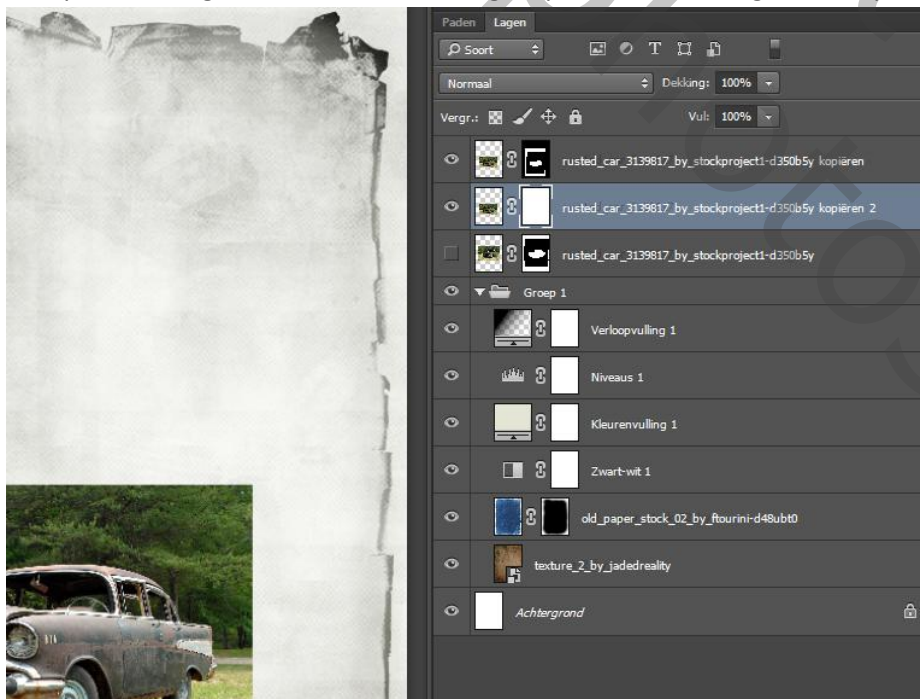 Paden Lagen
Soort
Normaal Dekking: 100%
Vergr.: Vul: 100%
rusted_car_3139817_by_stockproject1-d350b5y kopiëren
rusted_car_3139817_by_stockproject1-d350b5y kopiëren 2
rusted_car_3139817_by_stockproject1-d350b5y
Groep 1
Verloopvulling 1
Niveaus 1
Kleurenvulling 1
Zwart-wit 1
old_paper_stock_02_by_ftourini-d48ubt0
texture_2_by_jadedreality
Achtergrond